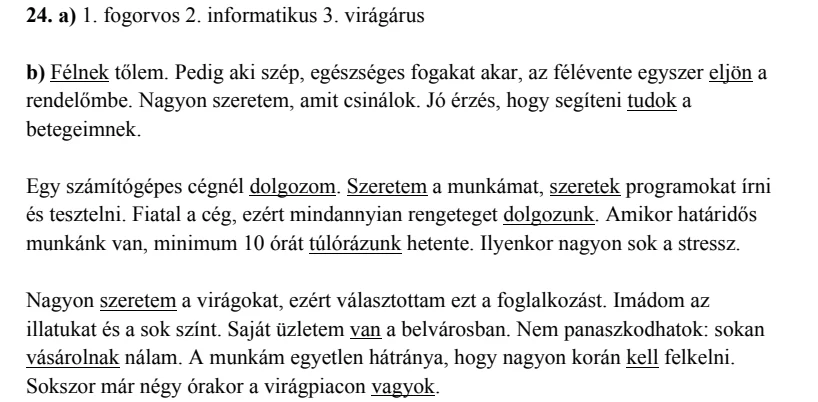 24. a) 1. fogorvos 2. informatikus 3. virágárus
b) Félnek tőlem. Pedig aki szép, egészséges fogakat akar, az félévente egyszer eljön a
rendelőmbe. Nagyon szeretem, amit csinálok. Jó érzés, hogy segíteni tudok a
betegeimnek.
Egy számítógépes cégnél dolgozom. Szeretem a munkámat, szeretek programokat írni
és tesztelni. Fiatal a cég, ezért mindannyian rengeteget dolgozunk. Amikor határidős
munkánk van, minimum 10 órát túlórázunk hetente. Ilyenkor nagyon sok a stressz.
Nagyon szeretem a virágokat, ezért választottam ezt a foglalkozást. Imádom az
illatukat és a sok színt. Saját üzletem van a belvárosban. Nem panaszkodhatok: sokan
vásárolnak nálam. A munkám egyetlen hátránya, hogy nagyon korán kell felkelni.
Sokszor már négy órakor a virágpiacon vagyok.